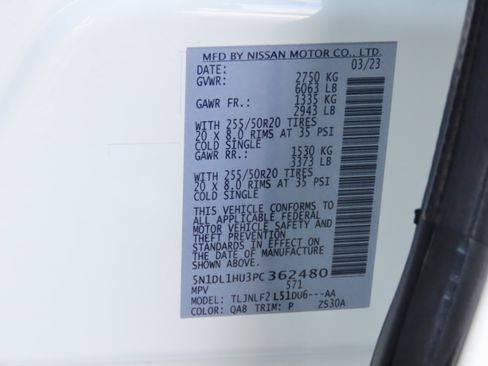 MFD BY NISSAN MOTOR CO., LTD.
DATE: 03/23
GVWR: 2750 KG
6063 LB
GAWR FR.: 1335 KG
2943 LB
WITH 255/50R20 TIRES
20 X 8.0 RIMS AT 35 PSI
COLD SINGLE
GAWR RR.: 1530 KG
3373 LB
WITH 255/50R20 TIRES
20 X 8.0 RIMS AT 35 PSI
COLD SINGLE
THIS VEHICLE CONFORMS TO
ALL APPLICABLE FEDERAL
MOTOR VEHICLE SAFETY AND
THEFT PREVENTION
STANDARDS IN EFFECT ON
THE DATE OF MANUFACTURE
5N1DL1HU3PC362480
MPV 571
MODEL: TLJNLF2 L51DU6---AA
COLOR: QAB TRIM: P ZS30A